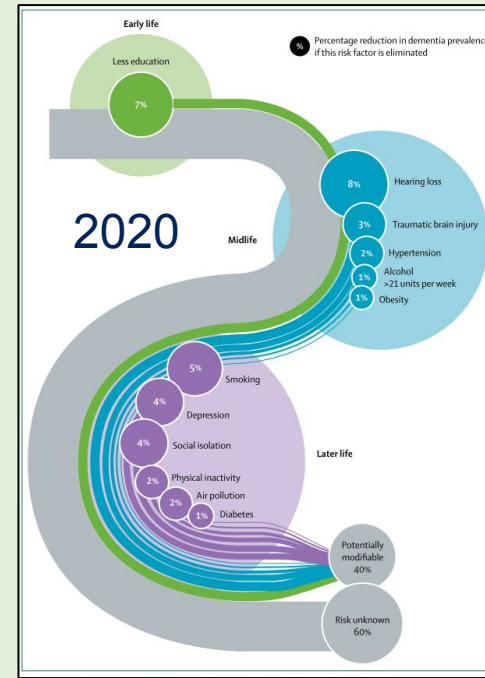 Early life
% Percentage reduction in dementia prevalence
if this risk factor is eliminated
Less education
7%
8% Hearing loss
2020
3% Traumatic brain injury
Midlife
2% Hypertension
1% Alcohol
>21 units per week
1% Obesity
5% Smoking
4% Depression
4% Social isolation
Later life
2% Physical inactivity
2% Air pollution
1% Diabetes
Potentially
modifiable
40%
Risk unknown
60%